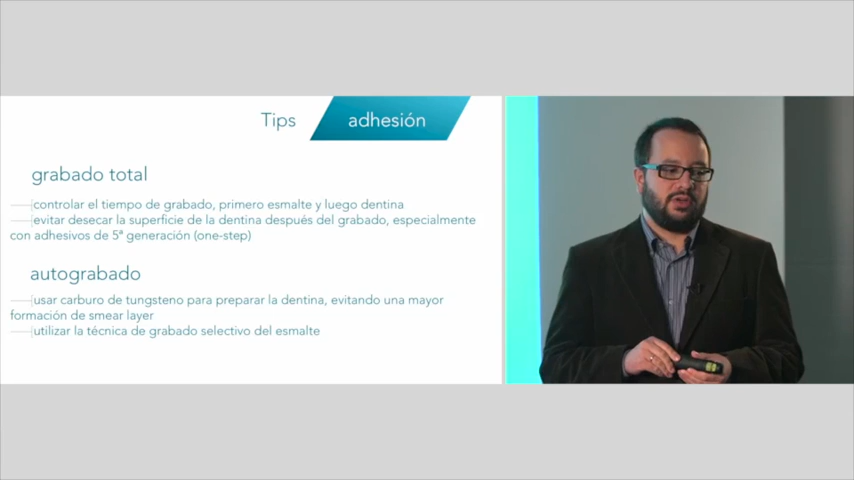 Tips adhesión
grabado total
controlar el tiempo de grabado, primero esmalte y luego dentina
evitar desecar la superficie de la dentina después del grabado, especialmente
con adhesivos de 5ª generación (one-step)
autograbado
usar carburo de tungsteno para preparar la dentina, evitando una mayor
formación de smear layer
utilizar la técnica de grabado selectivo del esmalte